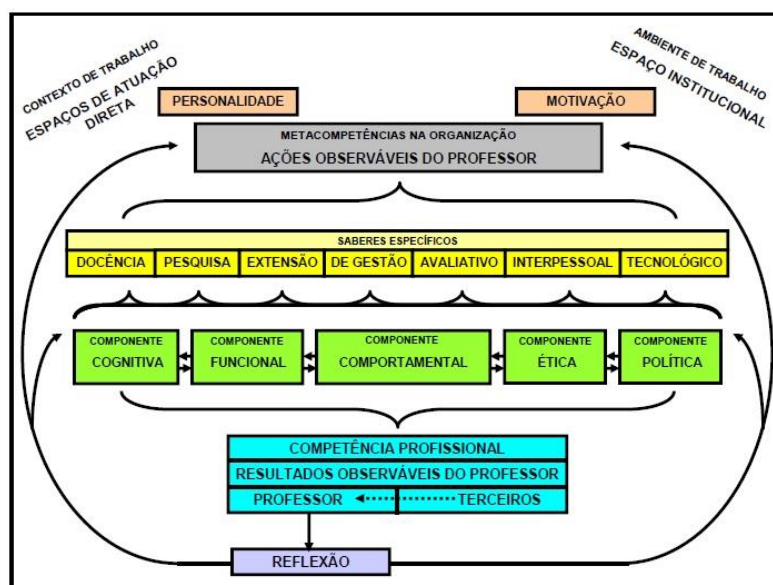 CONTEXTO DE TRABALHO
ESPAÇOS DE ATUAÇÃO
DIRETA
AMBIENTE DE TRABALHO
ESPAÇO INSTITUCIONAL
PERSONALIDADE
MOTIVAÇÃO
METACOMPETÊNCIAS NA ORGANIZAÇÃO
AÇÕES OBSERVÁVEIS DO PROFESSOR
SABERES ESPECÍFICOS
DOCÊNCIA PESQUISA EXTENSÃO DE GESTÃO AVALIATIVO INTERPESSOAL TECNOLÓGICO
COMPONENTE
COGNITIVA
COMPONENTE
FUNCIONAL
COMPONENTE
COMPORTAMENTAL
COMPONENTE
ÉTICA
COMPONENTE
POLÍTICA
COMPETÊNCIA PROFISSIONAL
RESULTADOS OBSERVÁVEIS DO PROFESSOR
PROFESSOR TERCEIROS
REFLEXÃO